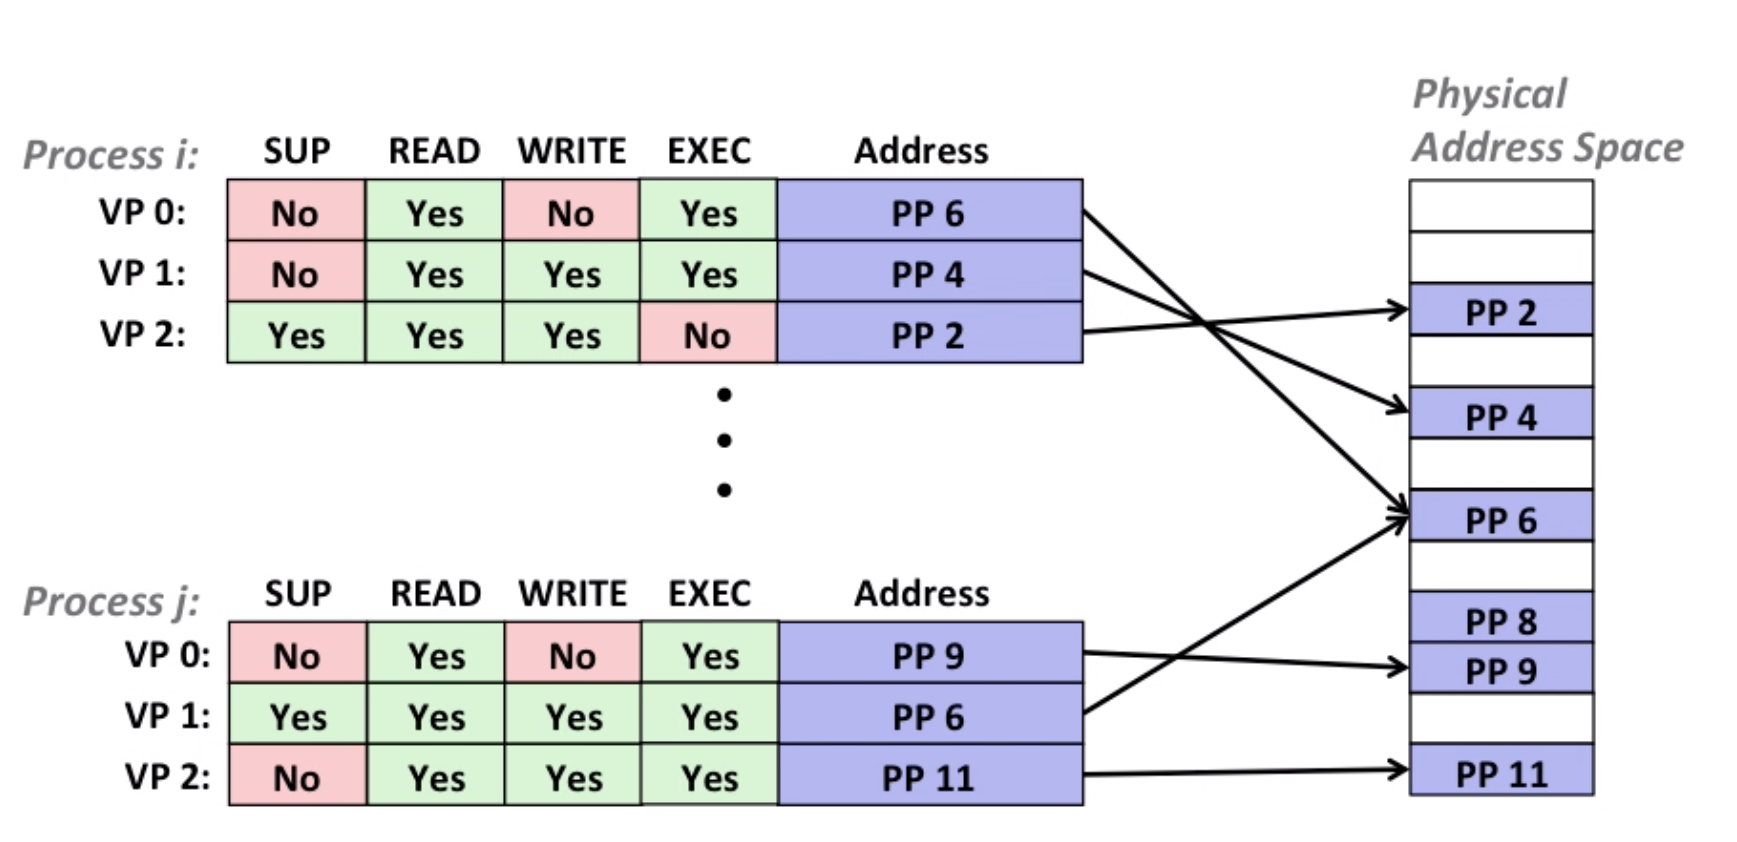 Physical
Address Space
Process i: SUP READ WRITE EXEC Address
VP 0: No Yes No Yes PP 6
VP 1: No Yes Yes Yes PP 4
VP 2: Yes Yes Yes No PP 2
Process j: SUP READ WRITE EXEC Address
VP 0: No Yes No Yes PP 9
VP 1: Yes Yes Yes Yes PP 6
VP 2: No Yes Yes Yes PP 11
PP 2
PP 4
PP 6
PP 8
PP 9
PP 11